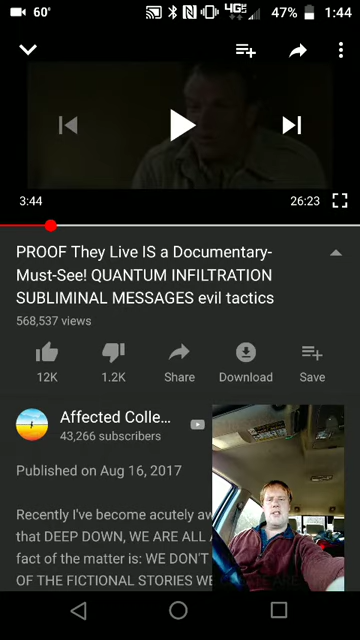 60° 4G 47% 1:44
3:44 26:23
PROOF They Live IS a Documentary-
Must-See! QUANTUM INFILTRATION
SUBLIMINAL MESSAGES evil tactics
568,537 views
12K 1.2K Share Download Save
Affected Colle...
43,266 subscribers
Published on Aug 16, 2017
Recently I've become acutely aw
that DEEP DOWN, WE ARE ALL
fact of the matter is: WE DON'T
OF THE FICTIONAL STORIES WE